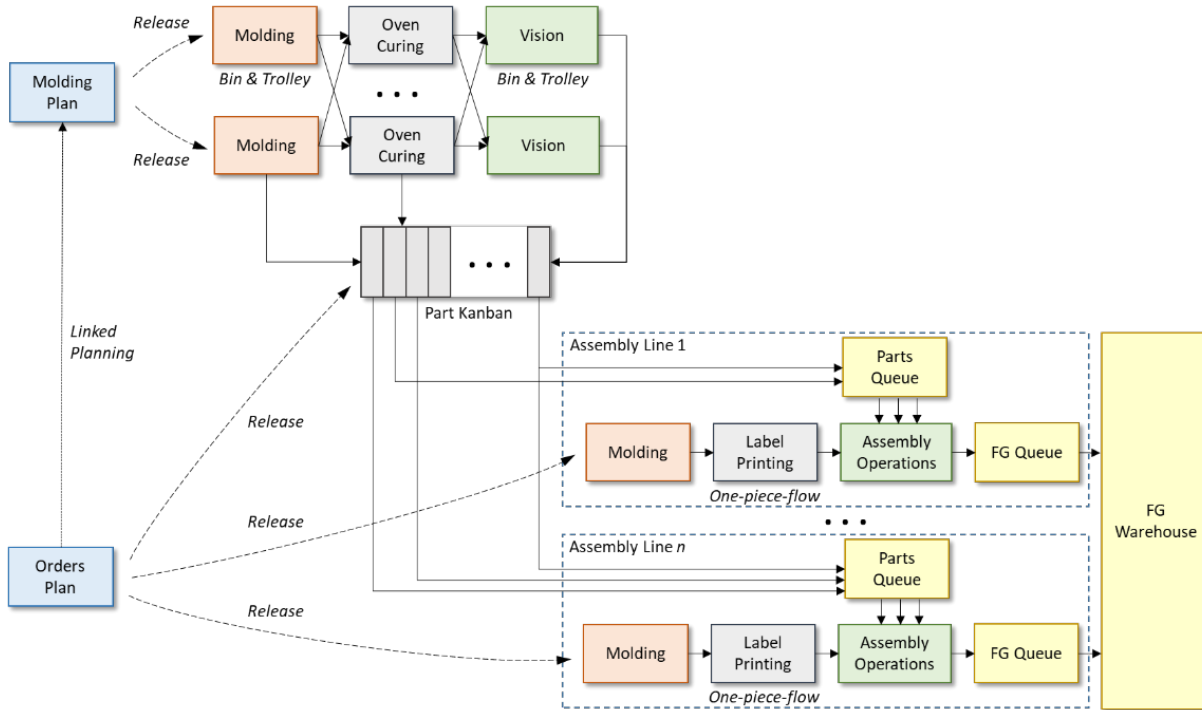 Release
Molding
Oven
Curing
Vision
Bin & Trolley
Bin & Trolley
Molding
Plan
• • •
Release
Molding
Oven
Curing
Vision
• • •
Part Kanban
Linked
Planning
Assembly Line 1
Parts
Queue
Release
Molding
Label
Printing
Assembly
Operations
FG Queue
One-piece-flow
Release
• • •
FG
Warehouse
Assembly Line n
Parts
Queue
Orders
Plan
Release
Molding
Label
Printing
Assembly
Operations
FG Queue
One-piece-flow